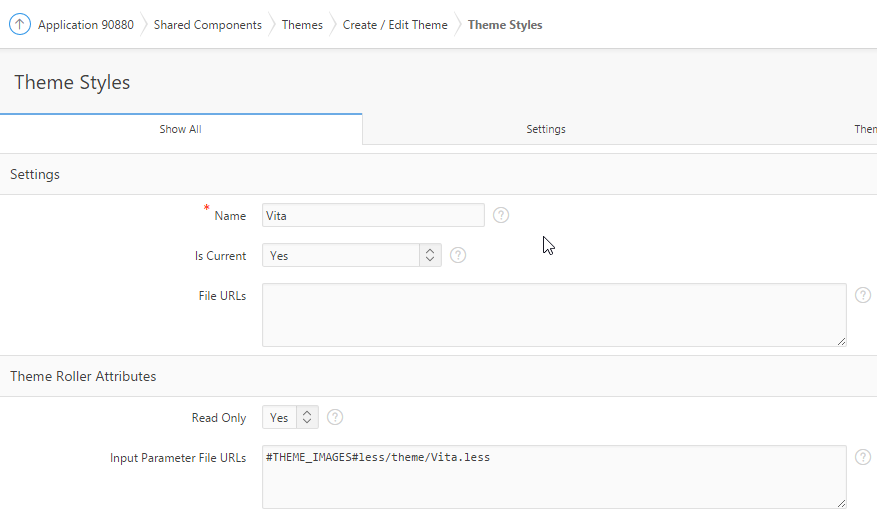 Application 90880 Shared Components Themes Create / Edit Theme Theme Styles
Theme Styles
Show All Settings Then
Settings
* Name Vita ?
Is Current Yes ?
File URLs ?
Theme Roller Attributes
Read Only Yes ?
Input Parameter File URLs #THEME_IMAGES#less/theme/Vita.less ?